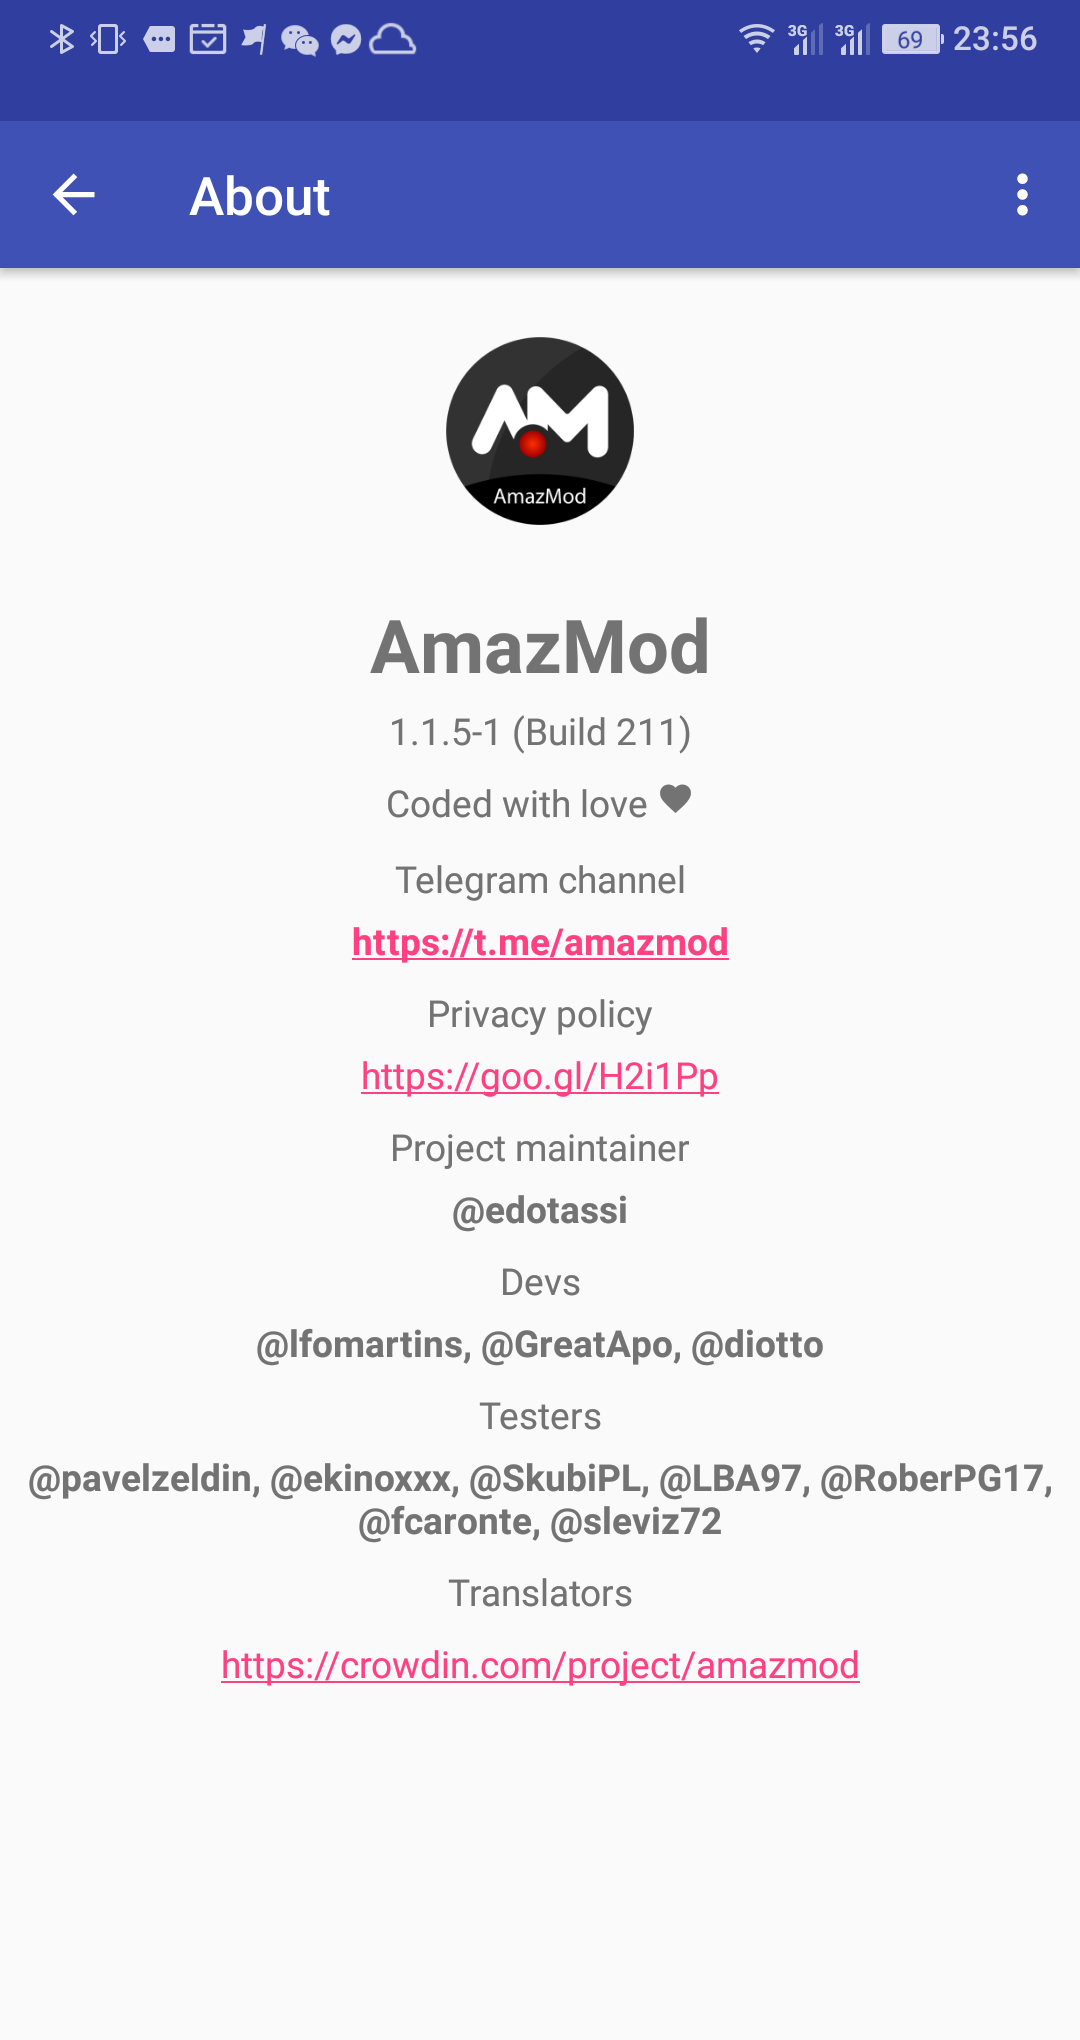 3G 3G 69 23:56
About
AM
AmazMod
AmazMod
1.1.5-1 (Build 211)
Coded with love
Telegram channel
https://t.me/amazmod
Privacy policy
https://goo.gl/H2i1Pp
Project maintainer
@edotassi
Devs
@lfomartins, @GreatApo, @diotto
Testers
@pavelzeldin, @ekinoxxx, @SkubiPL, @LBA97, @RoberPG17,
@fcaronte, @sleviz72
Translators
https://crowdin.com/project/amazmod